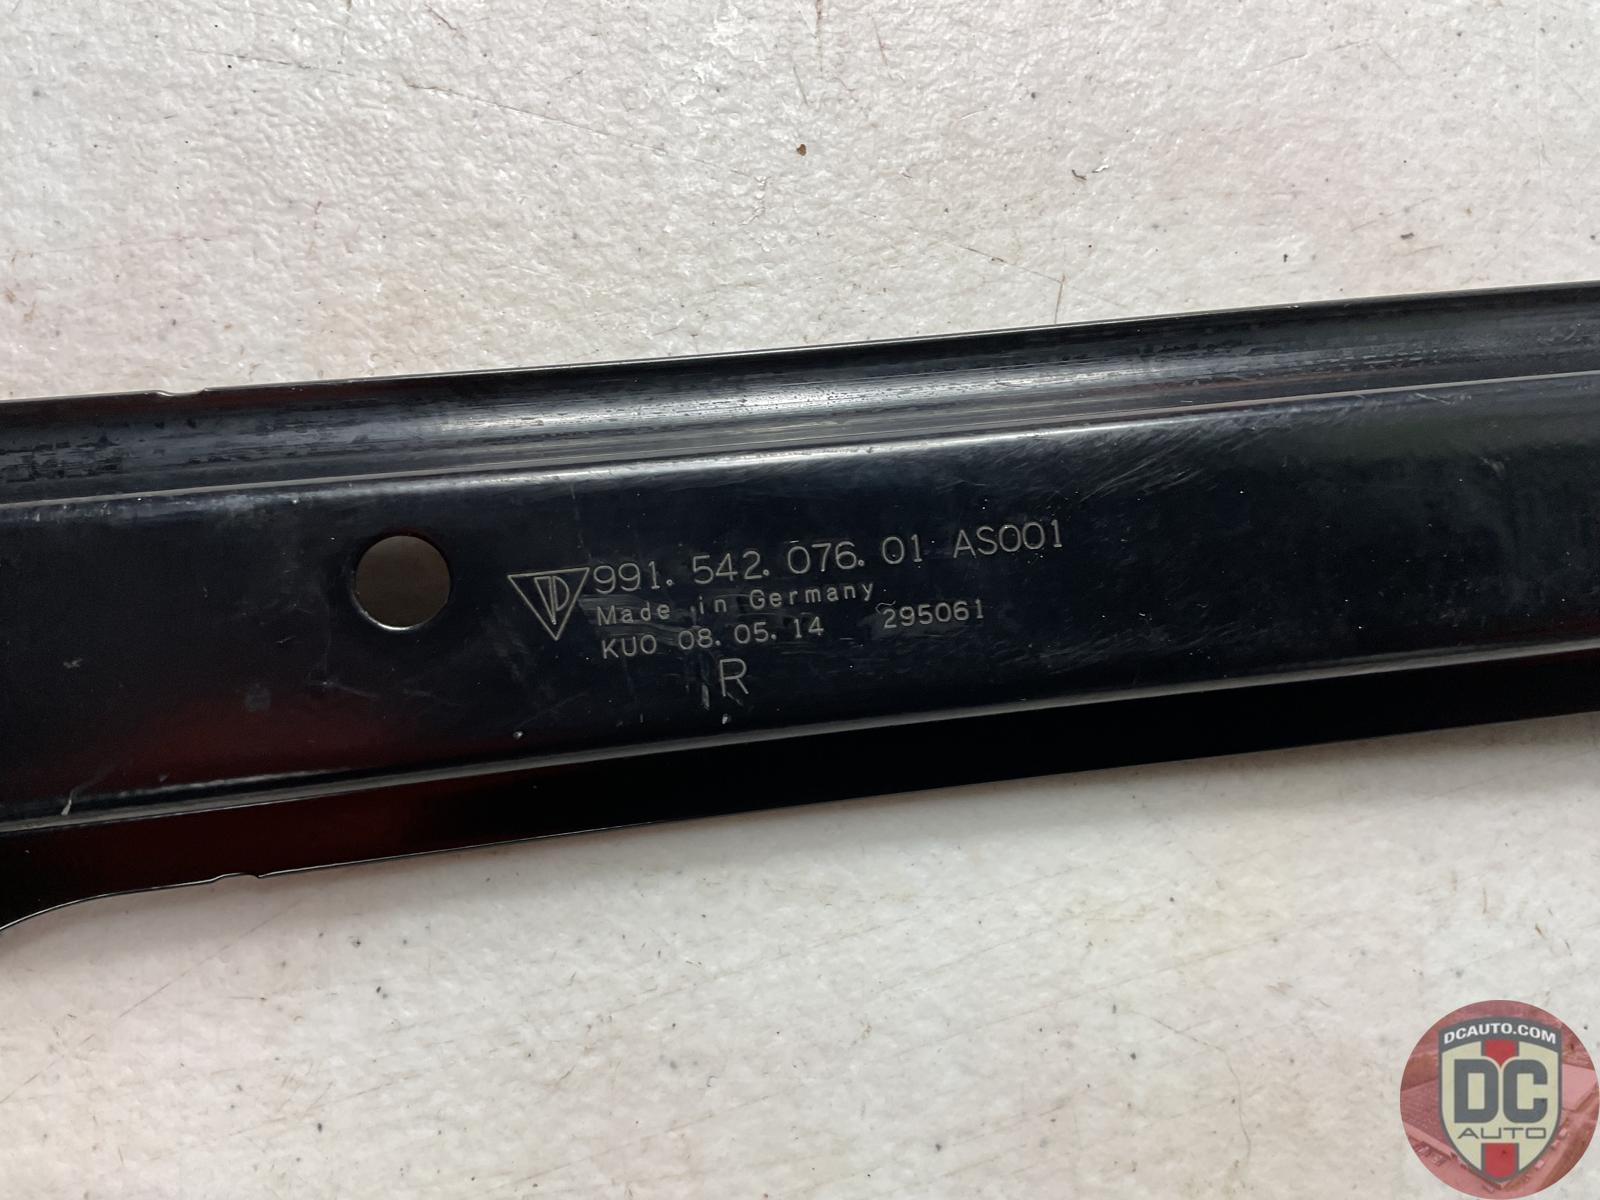 991. 542. 076. 01 AS001
Made in Germany
KUO 08. 05. 14 295061
R
DCAUTO.COM
DC
AUTO